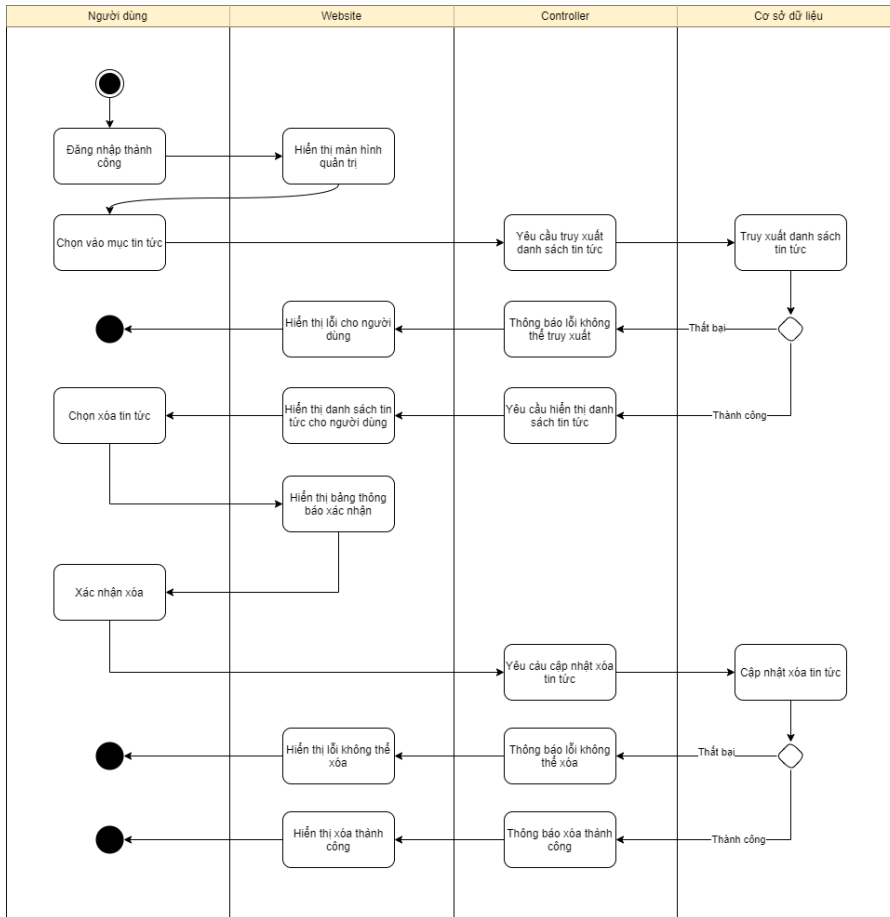 Người dùng
Website
Controller
Cơ sở dữ liệu
Đăng nhập thành
công
Hiển thị màn hình
quản trị
Chọn vào mục tin tức
Yêu cầu truy xuất
danh sách tin tức
Truy xuất danh sách
tin tức
Hiển thị lỗi cho người
dùng
Thông báo lỗi không
thể truy xuất
Thất bại
Chọn xóa tin tức
Hiển thị danh sách tin
tức cho người dùng
Yêu cầu hiển thị danh
sách tin tức
Thành công
Hiển thị bảng thông
báo xác nhận
Xác nhận xóa
Yêu cầu cập nhật xóa
tin tức
Cập nhật xóa tin tức
Hiển thị lỗi không thể
xóa
Thông báo lỗi không
thể xóa
Thất bại
Hiển thị xóa thành
công
Thông báo xóa thành
công
Thành công